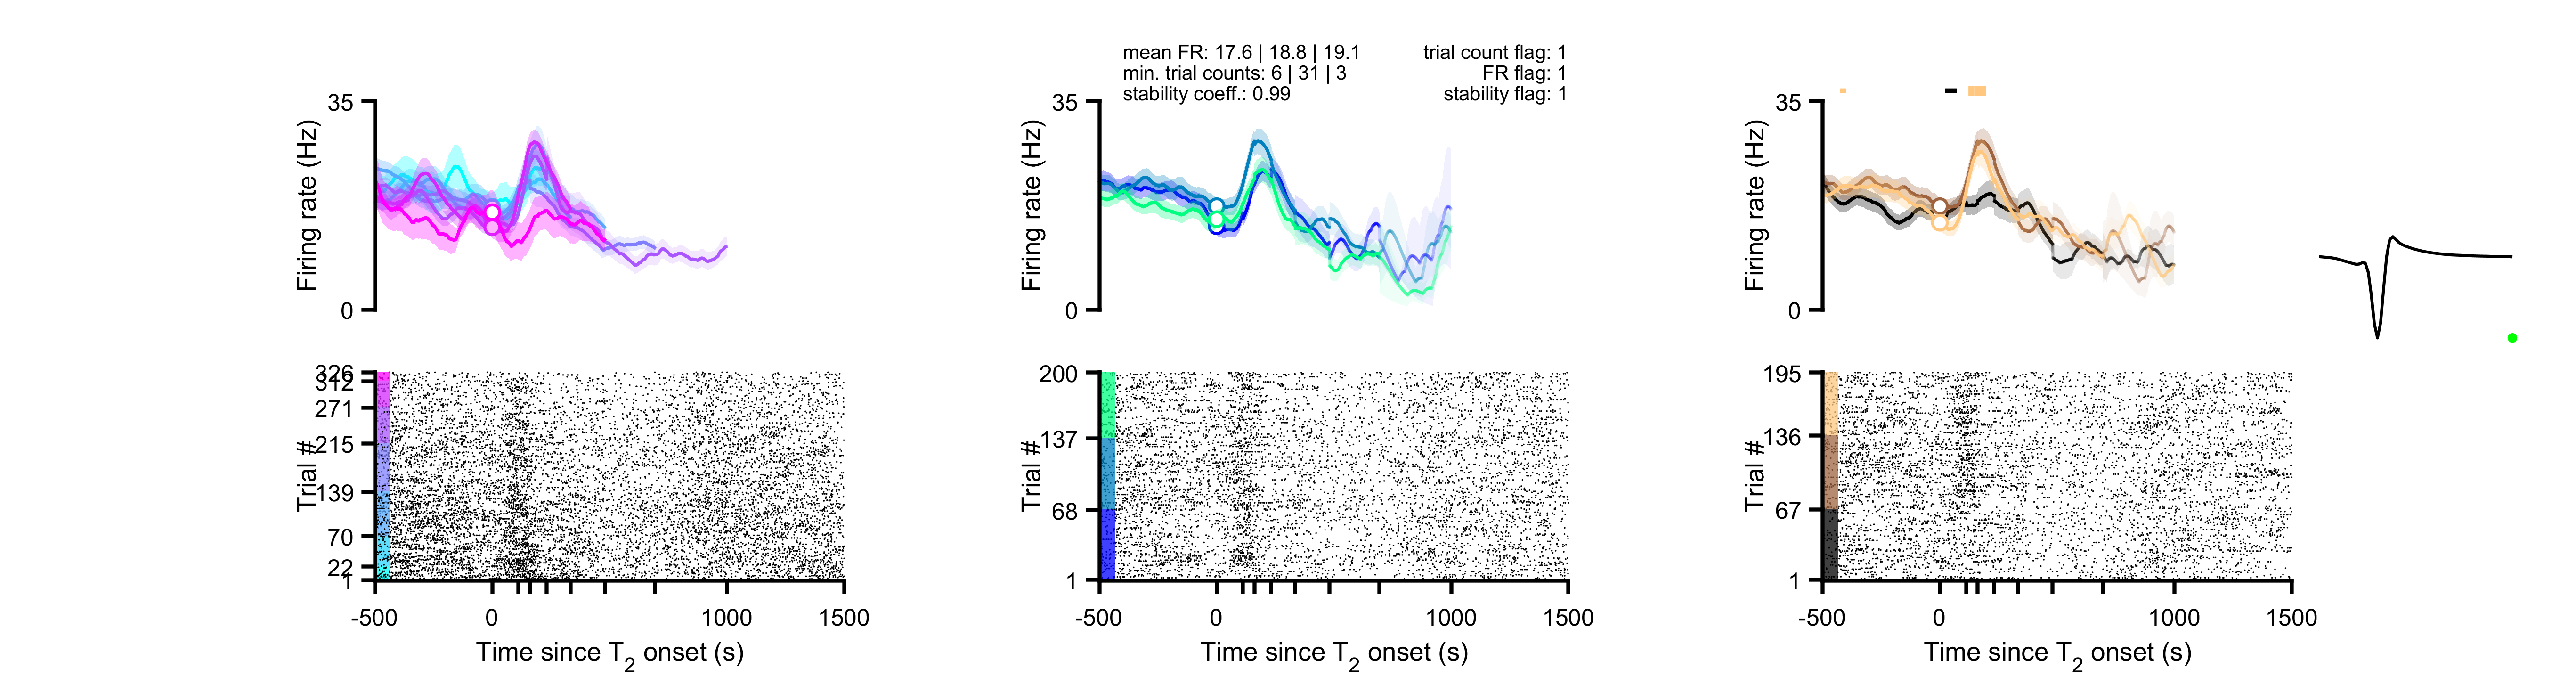 mean FR: 17.6 | 18.8 | 19.1
min. trial counts: 6 | 31 | 3
stability coeff.: 0.99
trial count flag: 1
FR flag: 1
stability flag: 1
35
Firing rate (Hz)
0
35
Firing rate (Hz)
0
35
Firing rate (Hz)
0
326
342
271
215
139
70
22
1
Trial #
-500 0 1000 1500
Time since T2 onset (s)
200
137
68
1
Trial #
-500 0 1000 1500
Time since T2 onset (s)
195
136
67
1
Trial #
-500 0 1000 1500
Time since T2 onset (s)